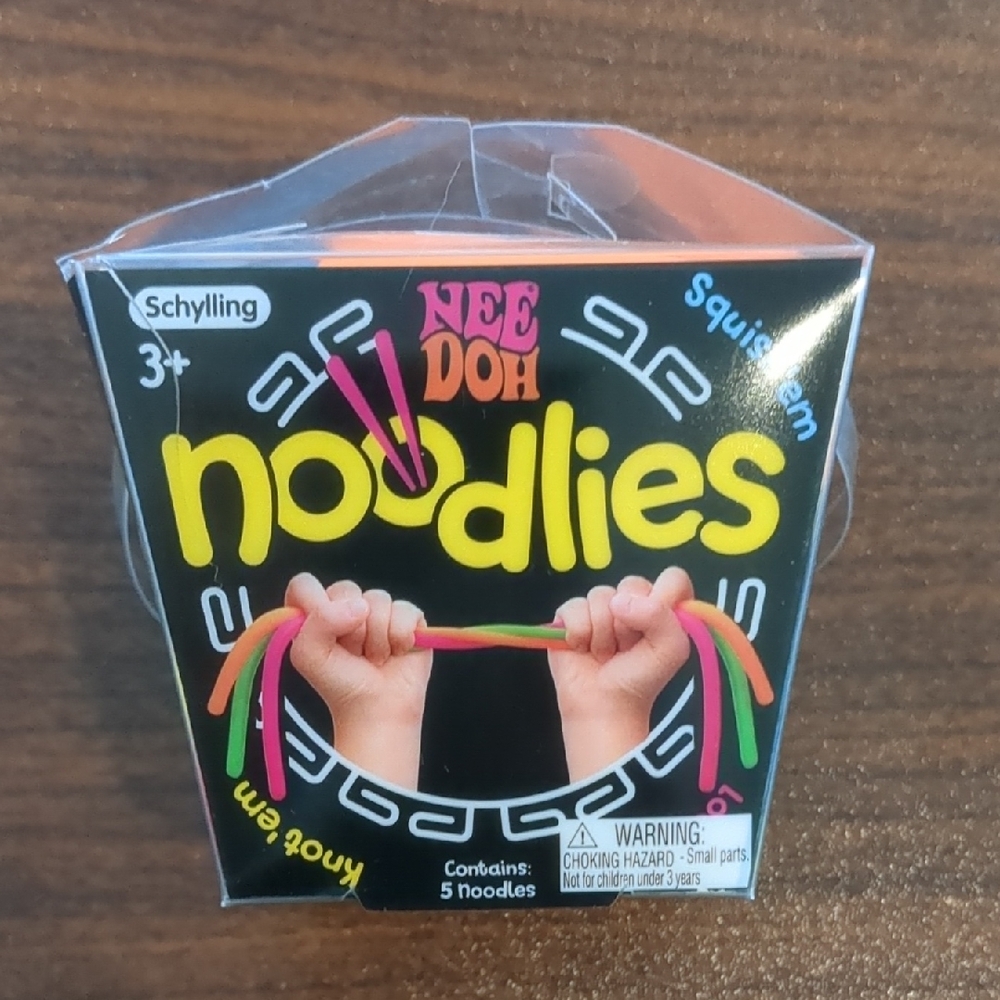 Schylling
3+
NEE
DOH
Squish 'em
noodlies
Knot 'em
Contains:
5 Noodles
WARNING:
CHOKING HAZARD - Small parts.
Not for children under 3 years